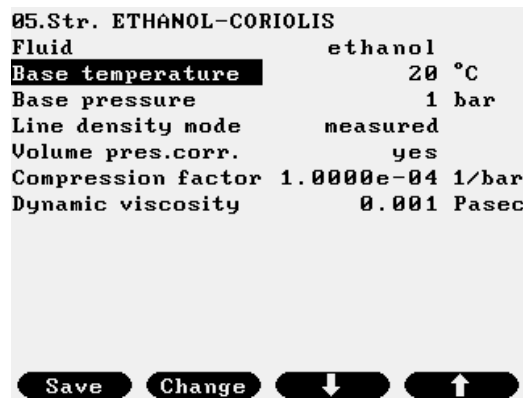 05.Str. ETHANOL-CORIOLIS
Fluid ethanol
Base temperature 20 °C
Base pressure 1 bar
Line density mode measured
Volume pres.corr. yes
Compression factor 1.0000e-04 1/bar
Dynamic viscosity 0.001 Pasec
Save Change ⬇ ⬆